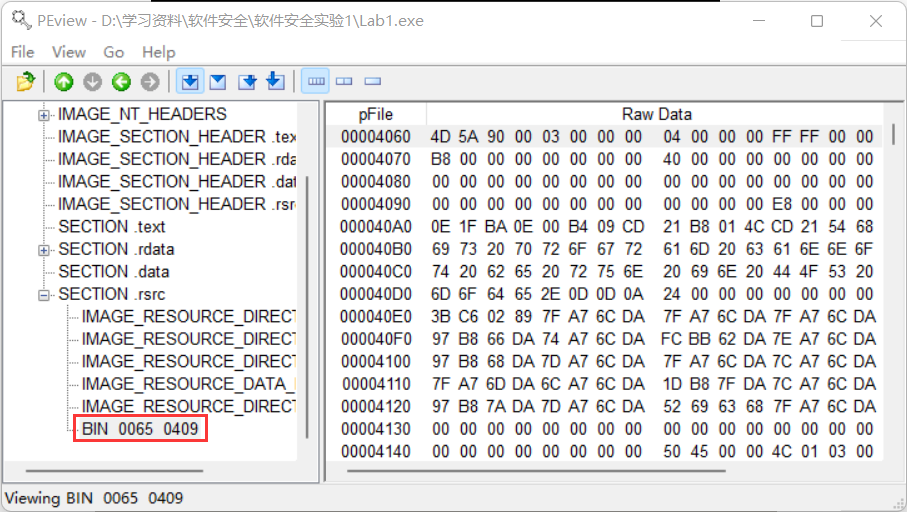 PEview - D:\学习资料\软件安全\软件安全实验1\Lab1.exe
File View Go Help
IMAGE_NT_HEADERS
IMAGE_SECTION_HEADER .tex
IMAGE_SECTION_HEADER .rda
IMAGE_SECTION_HEADER .dat
IMAGE_SECTION_HEADER .rsr
SECTION .text
SECTION .rdata
SECTION .data
SECTION .rsrc
IMAGE_RESOURCE_DIRECT
IMAGE_RESOURCE_DIRECT
IMAGE_RESOURCE_DIRECT
IMAGE_RESOURCE_DATA_
IMAGE_RESOURCE_DIRECT
BIN 0065 0409
pFile Raw Data
00004060 4D 5A 90 00 03 00 00 00 04 00 00 00 FF FF 00 00
00004070 B8 00 00 00 00 00 00 00 40 00 00 00 00 00 00 00
00004080 00 00 00 00 00 00 00 00 00 00 00 00 00 00 00 00
00004090 00 00 00 00 00 00 00 00 00 00 00 00 E8 00 00 00
000040A0 0E 1F BA 0E 00 B4 09 CD 21 B8 01 4C CD 21 54 68
000040B0 69 73 20 70 72 6F 67 72 61 6D 20 63 61 6E 6E 6F
000040C0 74 20 62 65 20 72 75 6E 20 69 6E 20 44 4F 53 20
000040D0 6D 6F 64 65 2E 0D 0D 0A 24 00 00 00 00 00 00 00
000040E0 3B C6 02 89 7F A7 6C DA 7F A7 6C DA 7F A7 6C DA
000040F0 97 B8 66 DA 74 A7 6C DA FC BB 62 DA 7E A7 6C DA
00004100 97 B8 68 DA 7D A7 6C DA 7F A7 6C DA 7C A7 6C DA
00004110 7F A7 6D DA 6C A7 6C DA 1D B8 7F DA 7C A7 6C DA
00004120 97 B8 7A DA 7D A7 6C DA 52 69 63 68 7F A7 6C DA
00004130 00 00 00 00 00 00 00 00 00 00 00 00 00 00 00 00
00004140 00 00 00 00 00 00 00 00 50 45 00 00 4C 01 03 00
Viewing BIN 0065 0409